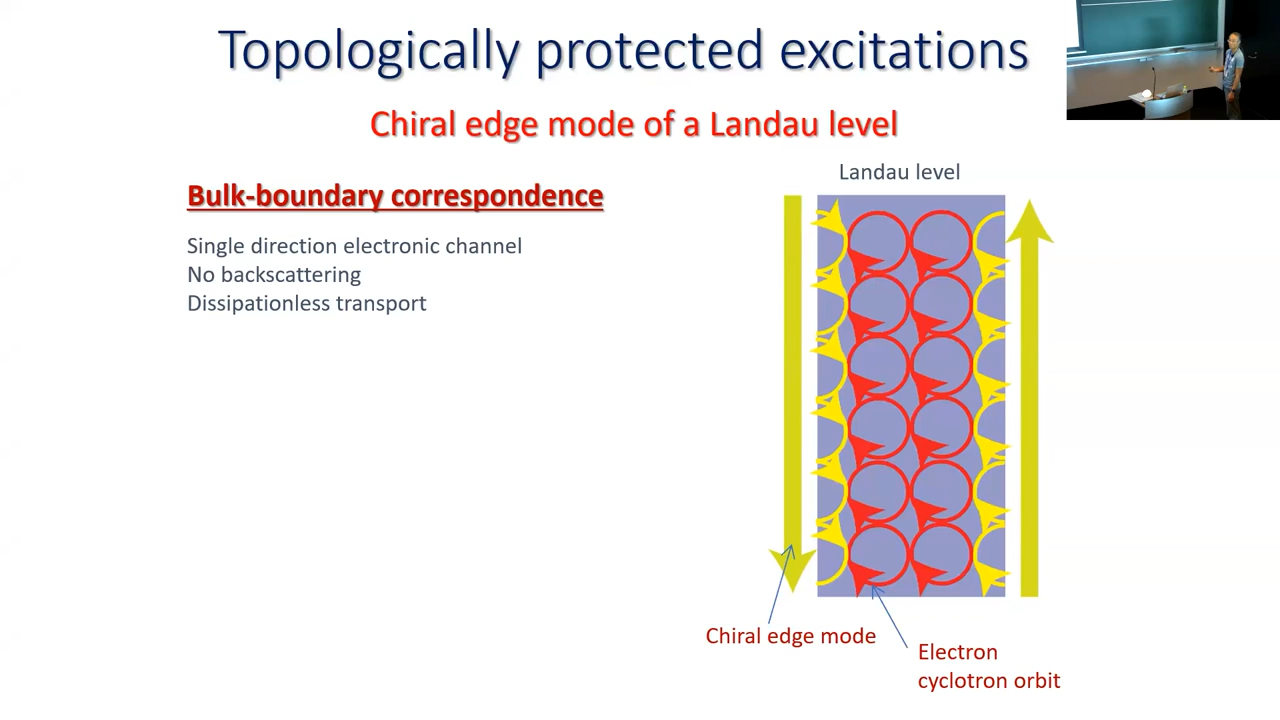 Topologically protected excitations
Chiral edge mode of a Landau level
Bulk-boundary correspondence
Single direction electronic channel
No backscattering
Dissipationless transport
Landau level
Chiral edge mode
Electron
cyclotron orbit